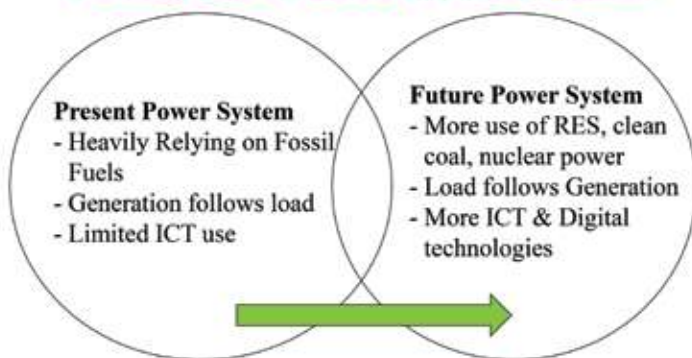 Present Power System
- Heavily Relying on Fossil
Fuels
- Generation follows load
- Limited ICT use
Future Power System
- More use of RES, clean
coal, nuclear power
- Load follows Generation
- More ICT & Digital
technologies